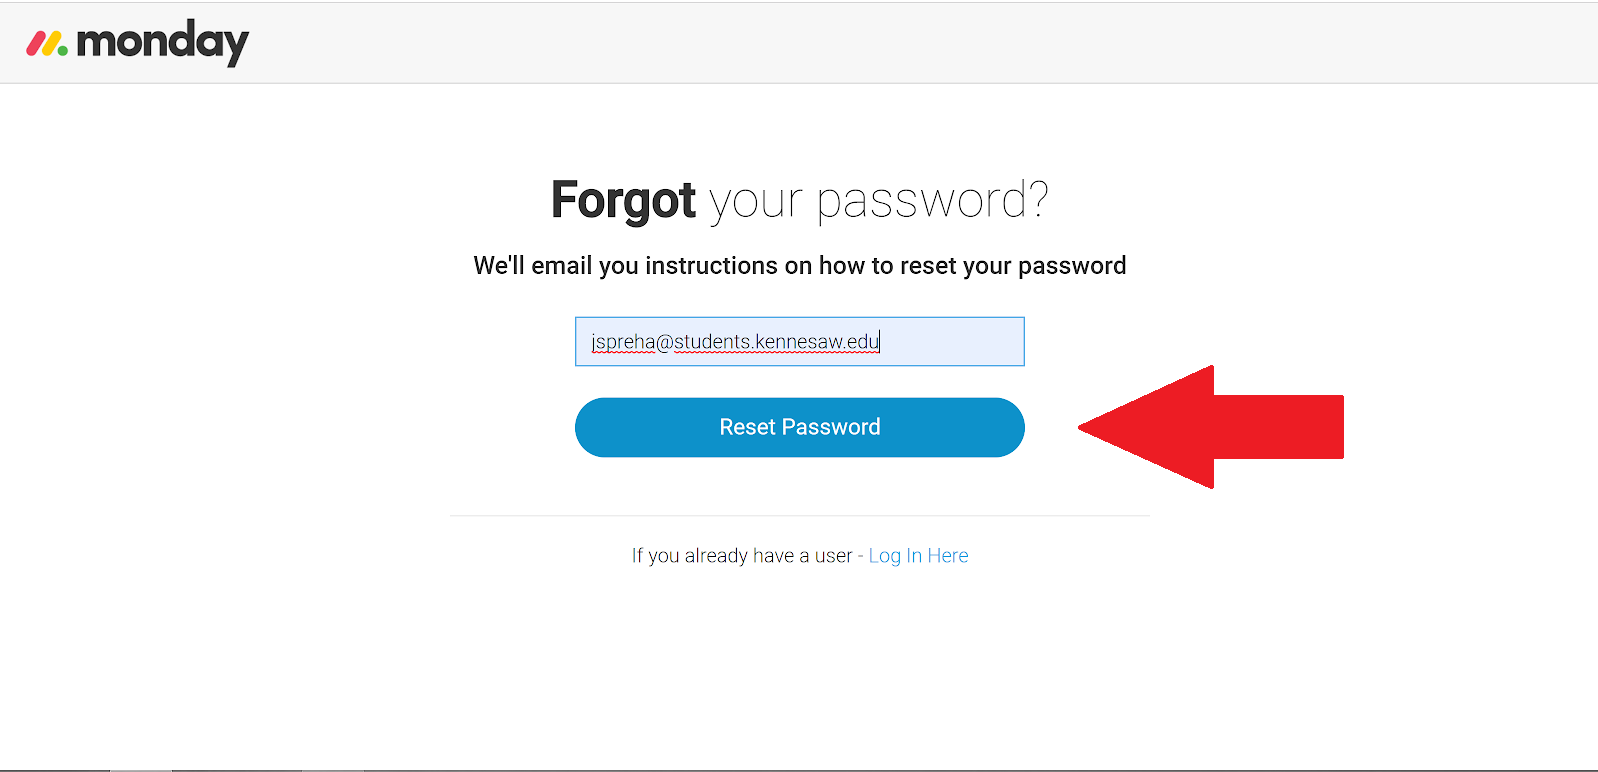 monday
Forgot your password?
We'll email you instructions on how to reset your password
jspreha@students.kennesaw.edu
Reset Password
If you already have a user - Log In Here